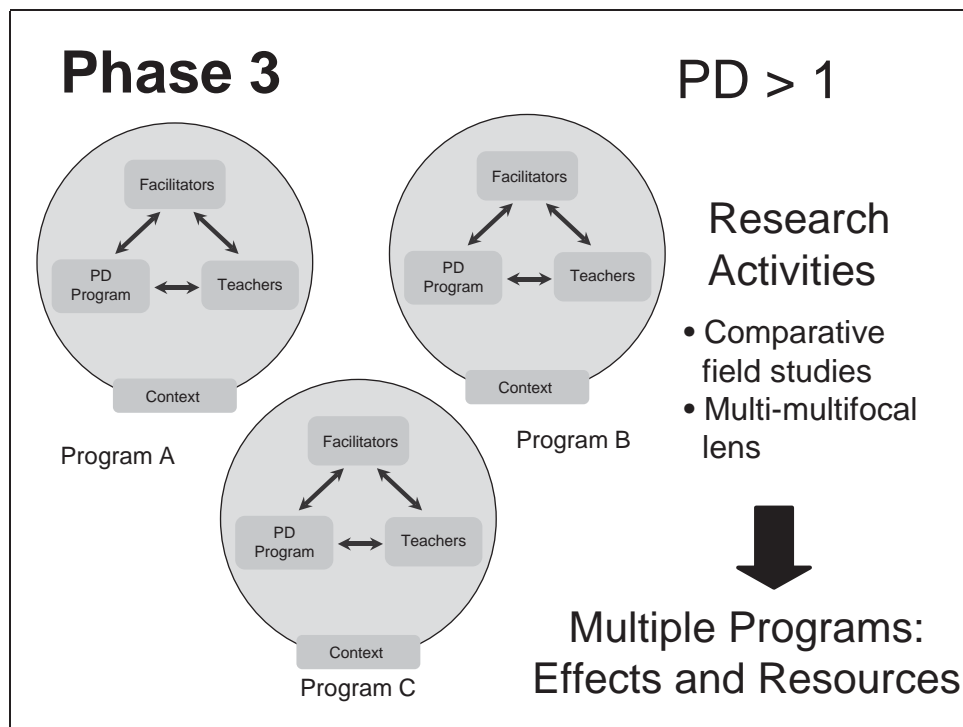 Phase 3
PD > 1
Facilitators
PD
Program
Teachers
Context
Program A
Facilitators
PD
Program
Teachers
Context
Program B
Facilitators
PD
Program
Teachers
Context
Program C
Research
Activities
• Comparative
field studies
• Multi-multifocal
lens
Multiple Programs:
Effects and Resources